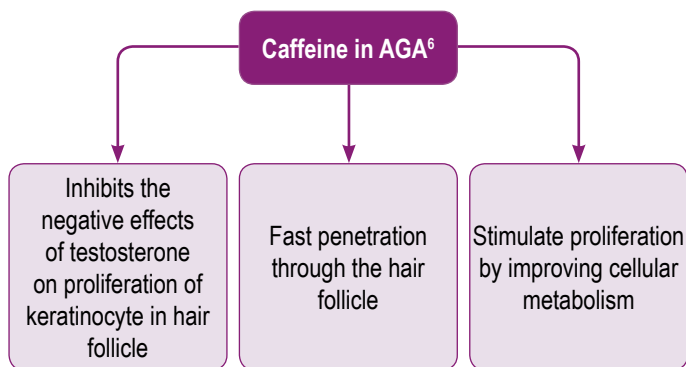 Caffeine in AGA⁶
Inhibits the
negative effects
of testosterone
on proliferation of
keratinocyte in hair
follicle
Fast penetration
through the hair
follicle
Stimulate proliferation
by improving cellular
metabolism